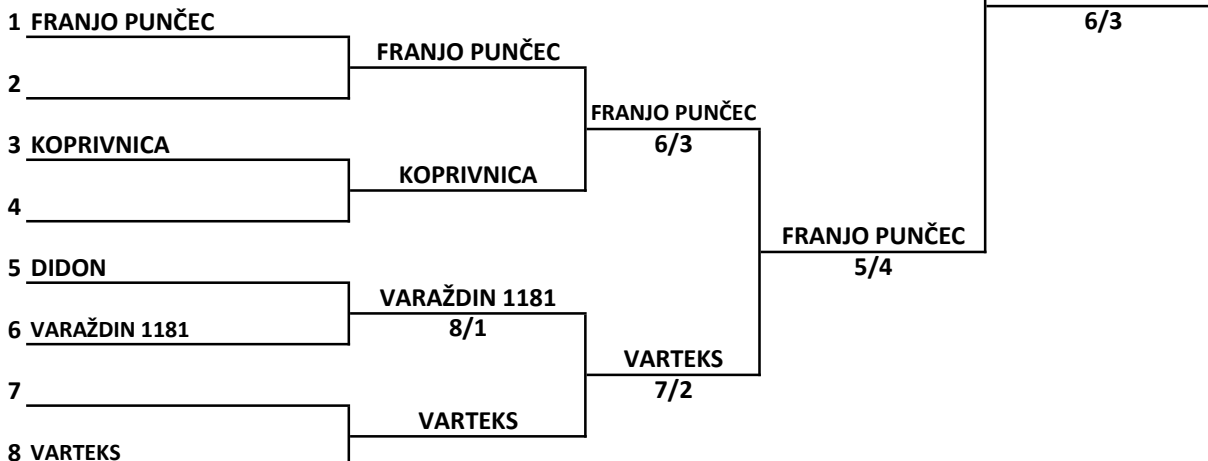 6/3
1 FRANJO PUNČEC
FRANJO PUNČEC
2
FRANJO PUNČEC
6/3
3 KOPRIVNICA
KOPRIVNICA
4
FRANJO PUNČEC
5/4
5 DIDON
VARAŽDIN 1181
8/1
6 VARAŽDIN 1181
VARTEKS
7/2
7
VARTEKS
8 VARTEKS